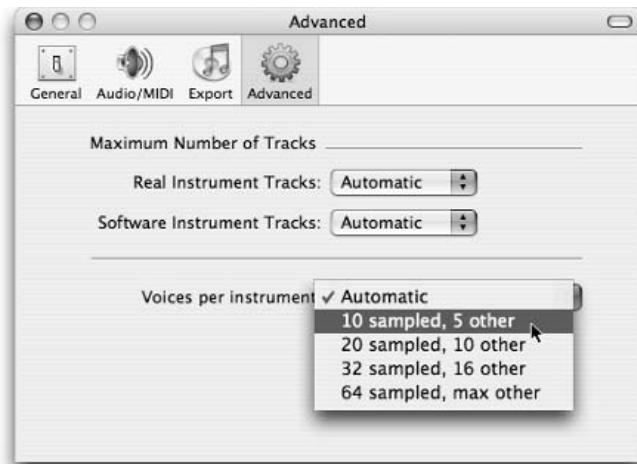 Advanced
General Audio/MIDI Export Advanced
Maximum Number of Tracks
Real Instrument Tracks: Automatic
Software Instrument Tracks: Automatic
Voices per instrument ✓ Automatic
10 sampled, 5 other
20 sampled, 10 other
32 sampled, 16 other
64 sampled, max other